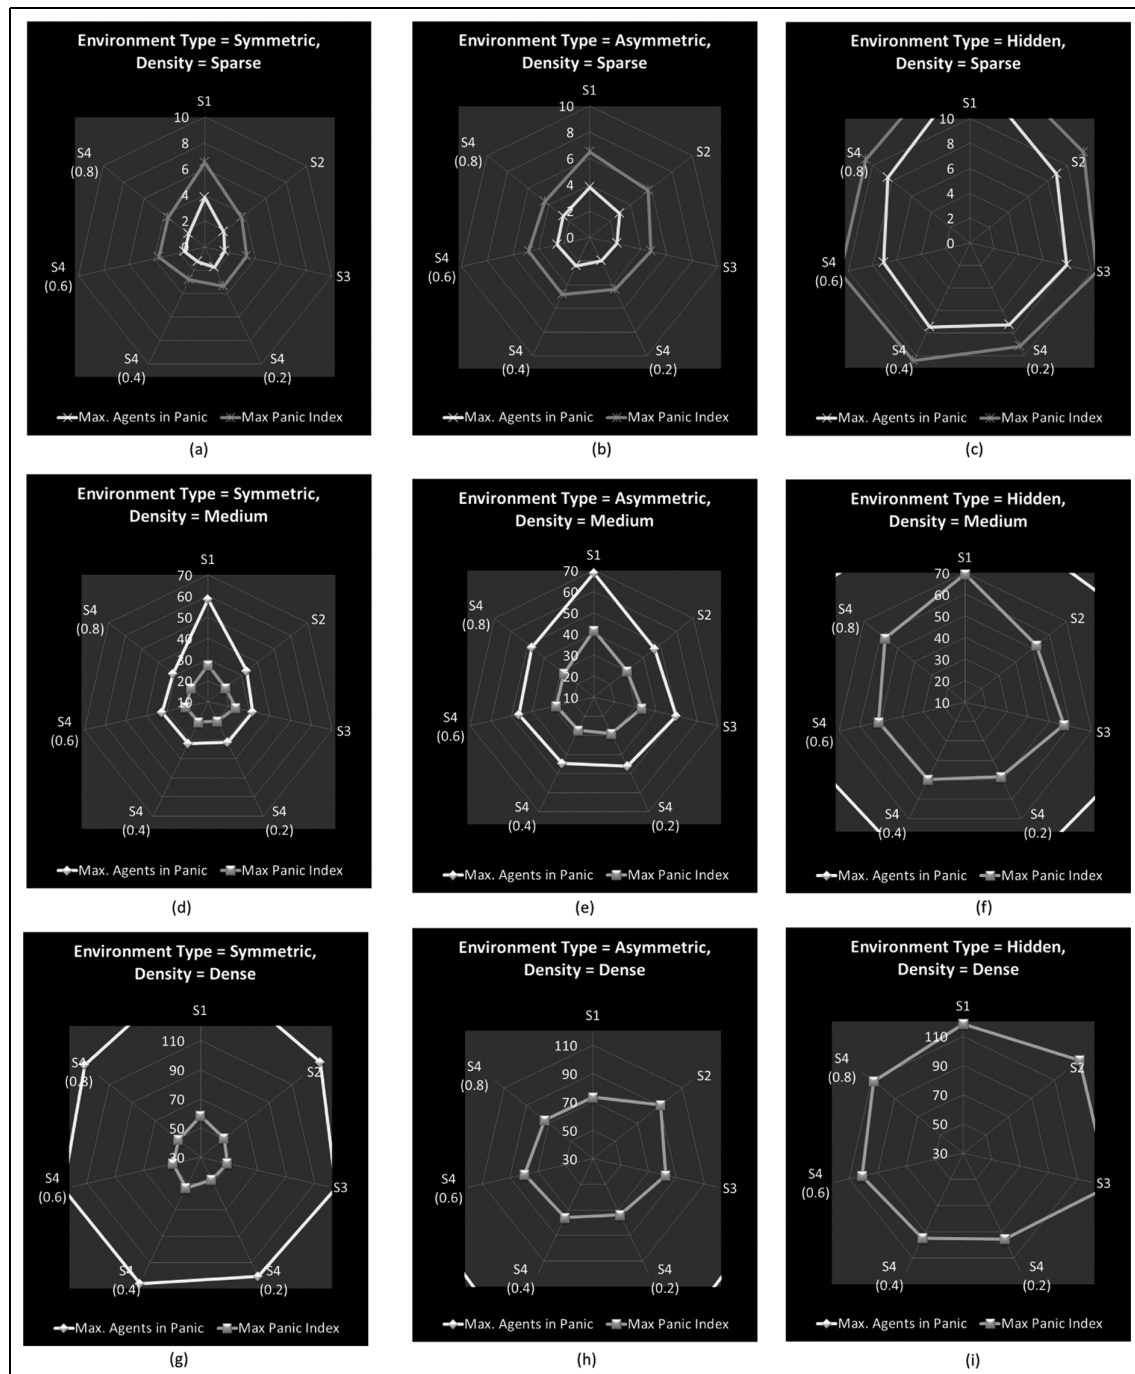 Environment Type = Symmetric,
Density = Sparse
S1
10
8
6
4
2
0
S2
S3
S4
(0.2)
S4
(0.4)
S4
(0.6)
S4
(0.8)
Max. Agents in Panic Max Panic Index
(a)
Environment Type = Asymmetric,
Density = Sparse
S1
10
8
6
4
2
0
S2
S3
S4
(0.2)
S4
(0.4)
S4
(0.6)
S4
(0.8)
Max. Agents in Panic Max Panic Index
(b)
Environment Type = Hidden,
Density = Sparse
S1
10
8
6
4
2
0
S2
S3
S4
(0.2)
S4
(0.4)
S4
(0.6)
S4
(0.8)
Max. Agents in Panic Max Panic Index
(c)
Environment Type = Symmetric,
Density = Medium
S1
70
60
50
40
30
20
10
S2
S3
S4
(0.2)
S4
(0.4)
S4
(0.6)
S4
(0.8)
Max. Agents in Panic Max Panic Index
(d)
Environment Type = Asymmetric,
Density = Medium
S1
70
60
50
40
30
20
10
S2
S3
S4
(0.2)
S4
(0.4)
S4
(0.6)
S4
(0.8)
Max. Agents in Panic Max Panic Index
(e)
Environment Type = Hidden,
Density = Medium
S1
70
60
50
40
30
20
10
S2
S3
S4
(0.2)
S4
(0.4)
S4
(0.6)
S4
(0.8)
Max. Agents in Panic Max Panic Index
(f)
Environment Type = Symmetric,
Density = Dense
S1
110
90
70
50
30
S2
S3
S4
(0.2)
S4
(0.4)
S4
(0.6)
S4
(0.8)
Max. Agents in Panic Max Panic Index
(g)
Environment Type = Asymmetric,
Density = Dense
S1
110
90
70
50
30
S2
S3
S4
(0.2)
S4
(0.4)
S4
(0.6)
S4
(0.8)
Max. Agents in Panic Max Panic Index
(h)
Environment Type = Hidden,
Density = Dense
S1
110
90
70
50
30
S2
S3
S4
(0.2)
S4
(0.4)
S4
(0.6)
S4
(0.8)
Max. Agents in Panic Max Panic Index
(i)